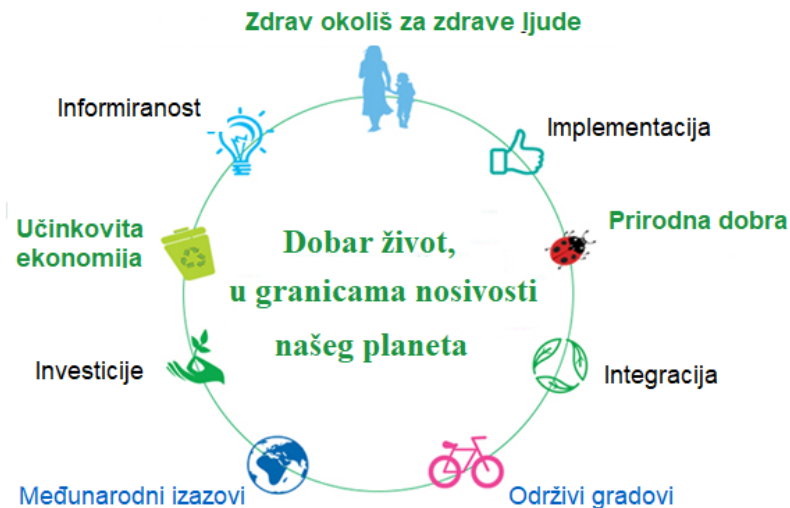 Zdrav okoliš za zdrave ljude
Informiranost
Implementacija
Učinkovita
ekonomija
Prirodna dobra
Dobar život,
u granicama nosivosti
našeg planeta
Investicije
Integracija
Međunarodni izazovi
Održivi gradovi